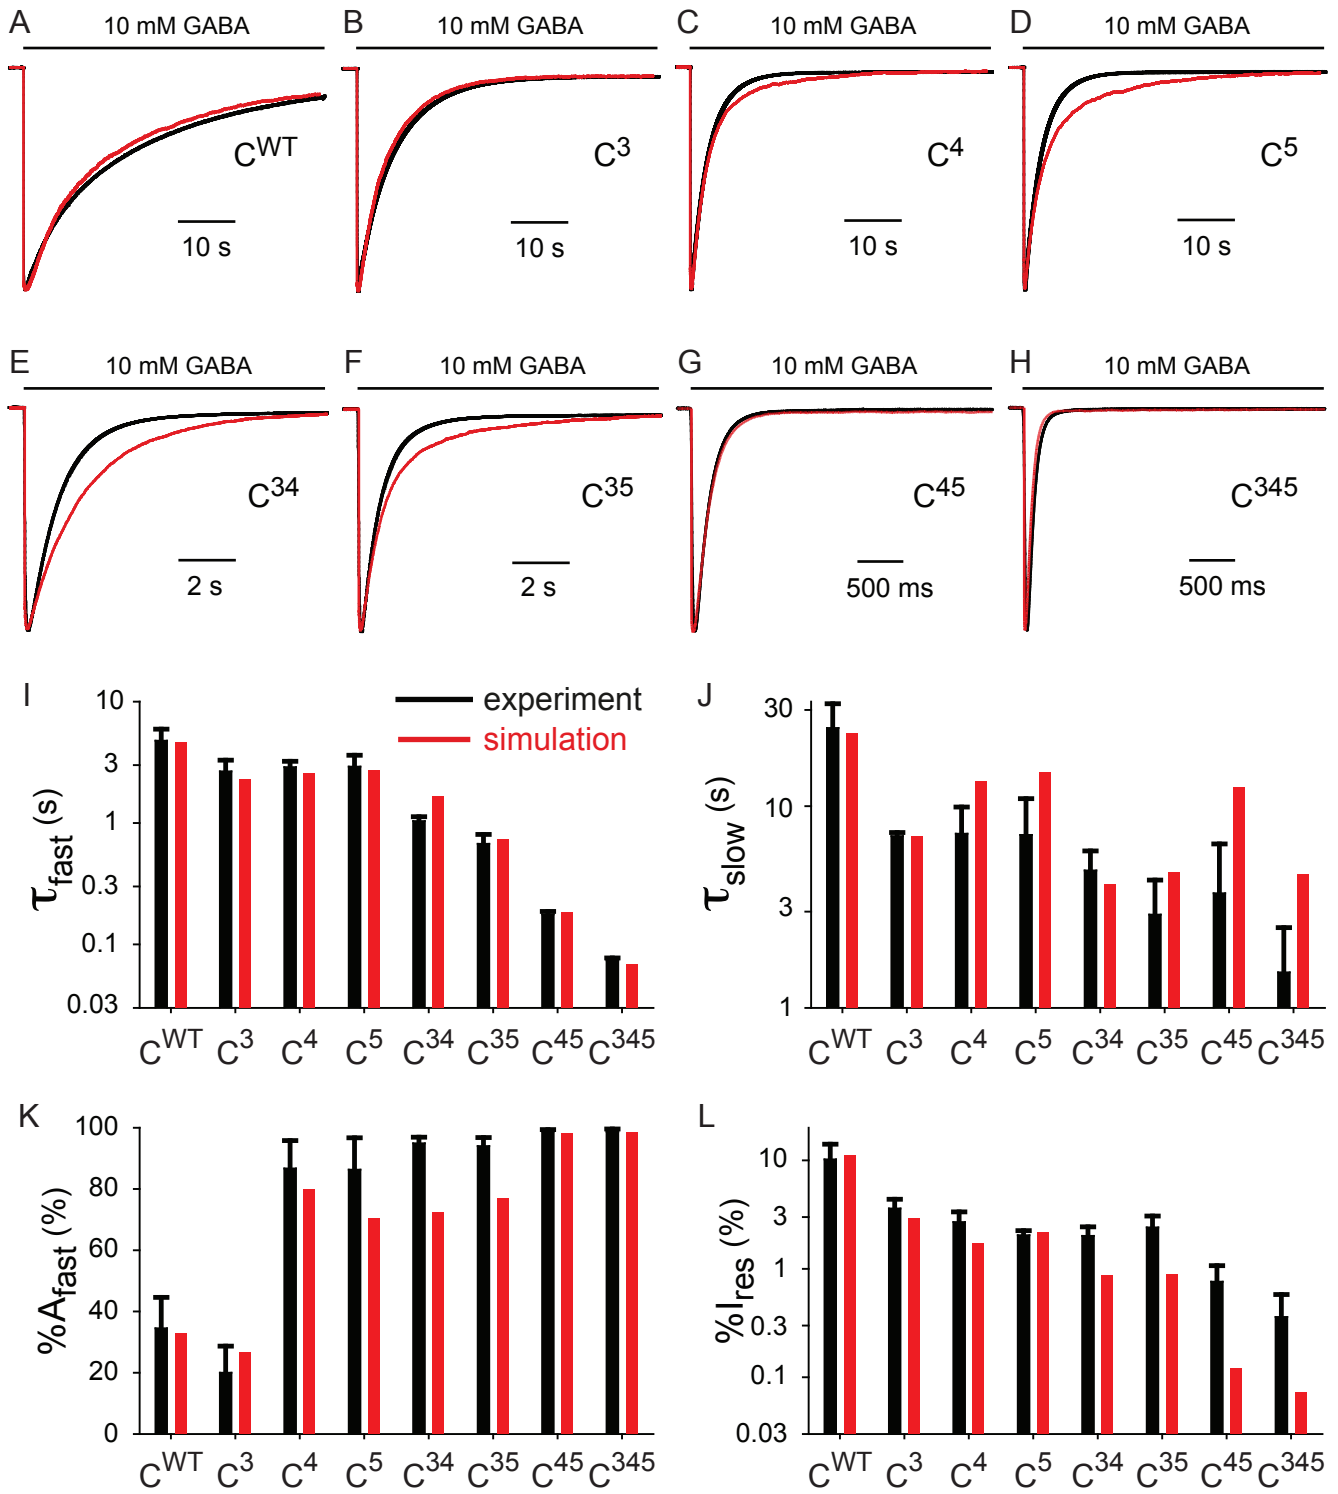 A 10 mM GABA B 10 mM GABA C 10 mM GABA D 10 mM GABA
C^WT C^3 C^4 C^5
10 s 10 s 10 s 10 s
E 10 mM GABA F 10 mM GABA G 10 mM GABA H 10 mM GABA
C^34 C^35 C^45 C^345
2 s 2 s 500 ms 500 ms
I
experiment
simulation
τ_fast (s)
10
3
1
0.3
0.1
0.03
C^WT C^3 C^4 C^5 C^34 C^35 C^45 C^345
J
τ_slow (s)
30
10
3
1
C^WT C^3 C^4 C^5 C^34 C^35 C^45 C^345
K
%A_fast (%)
100
80
60
40
20
0
C^WT C^3 C^4 C^5 C^34 C^35 C^45 C^345
L
%I_res (%)
10
3
1
0.3
0.1
0.03
C^WT C^3 C^4 C^5 C^34 C^35 C^45 C^345